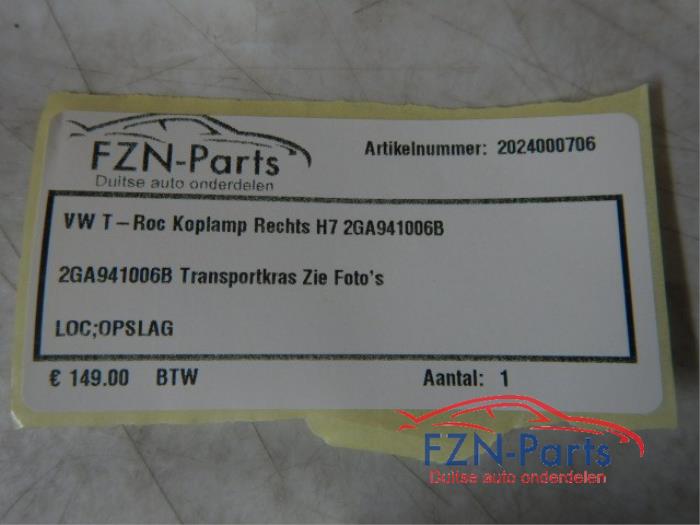 FZN-Parts
Duitse auto onderdelen
Artikelnummer: 2024000706
VW T-Roc Koplamp Rechts H7 2GA941006B
2GA941006B Transportkras Zie Foto's
LOC;OPSLAG
€ 149.00 BTW Aantal: 1
FZN-Parts
Duitse auto onderdelen